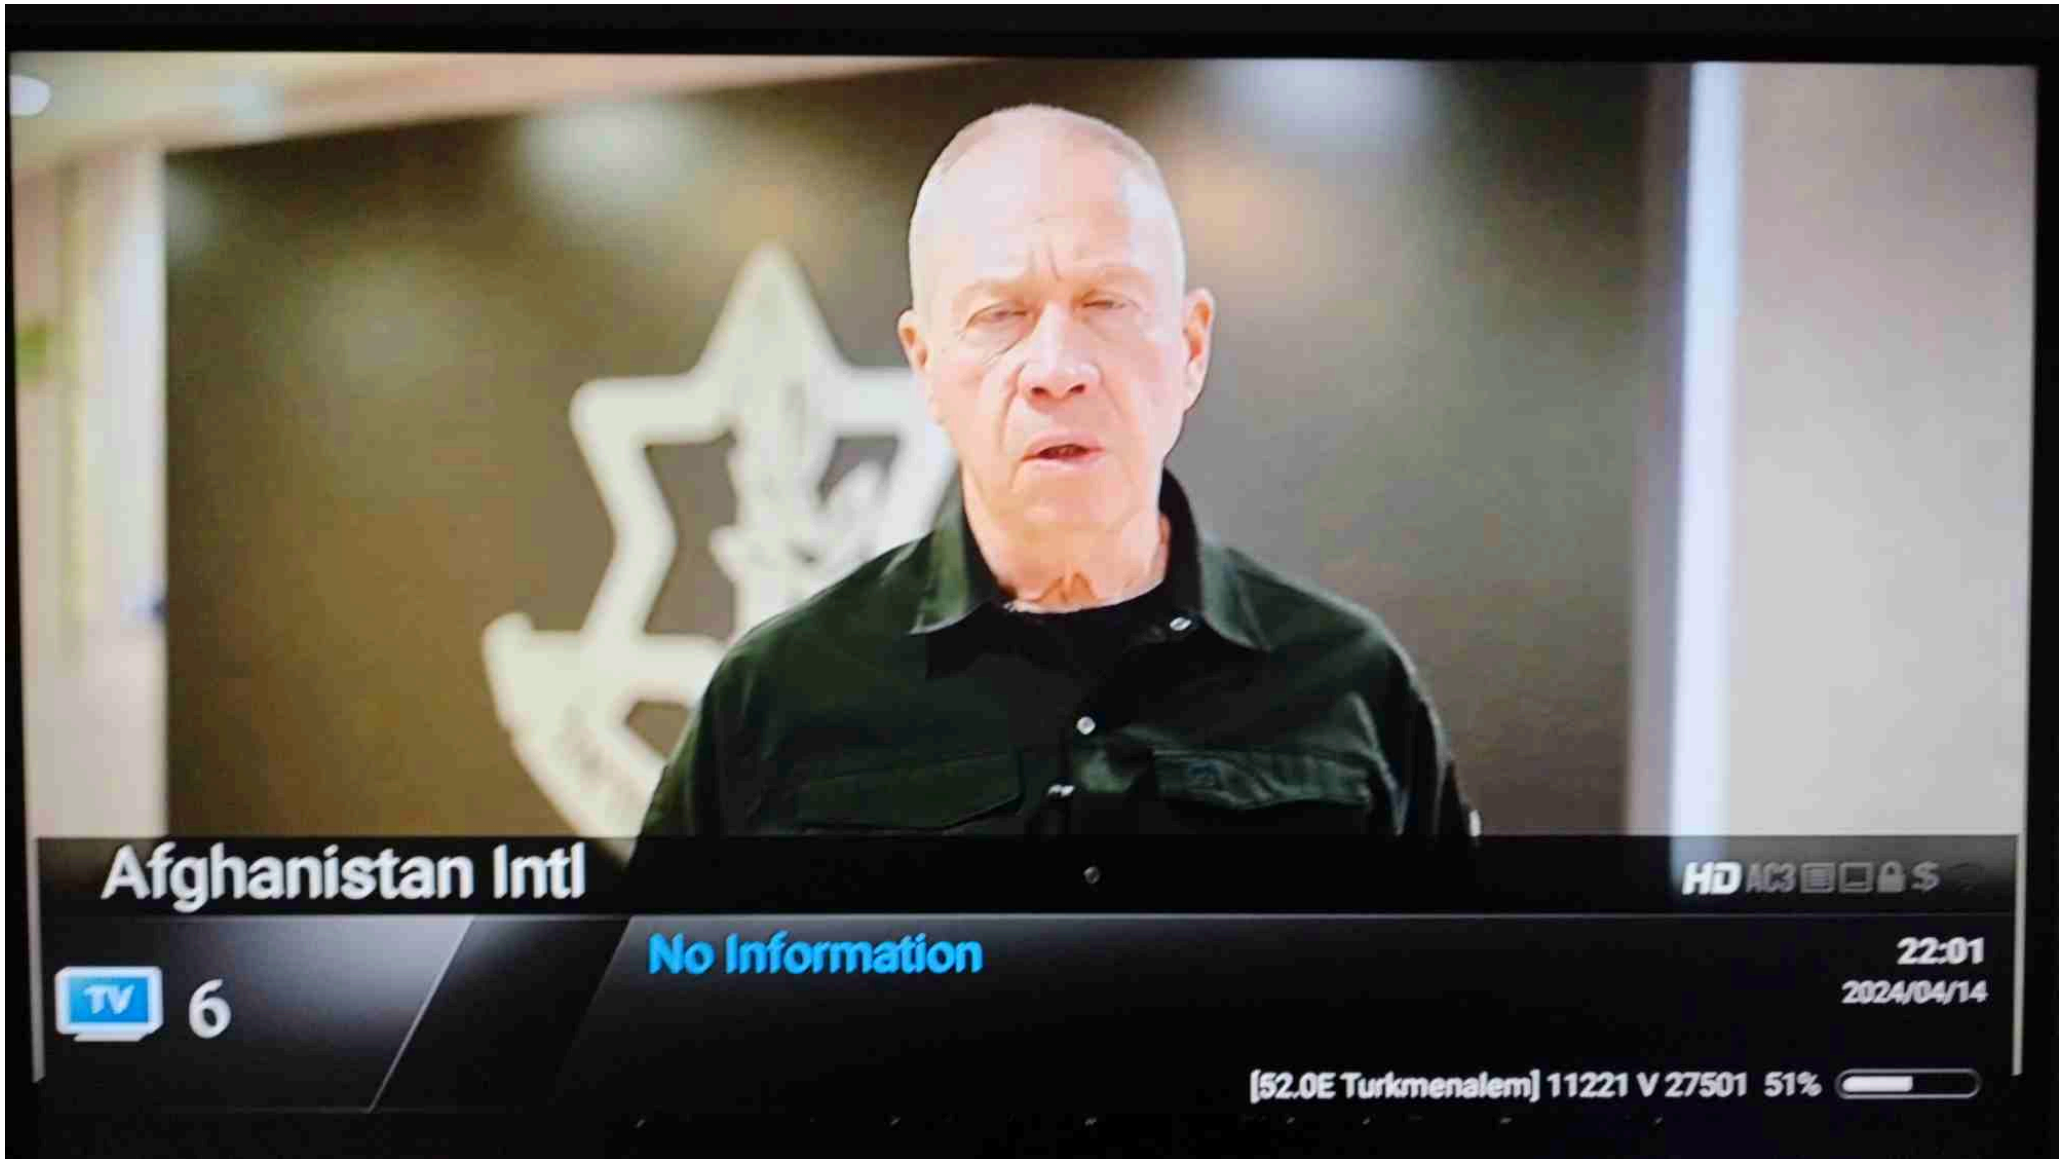 Afghanistan Intl
HD AC3 $
No Information
22:01
2024/04/14
TV 6
[52.0E Turkmenalem] 11221 V 27501 51%